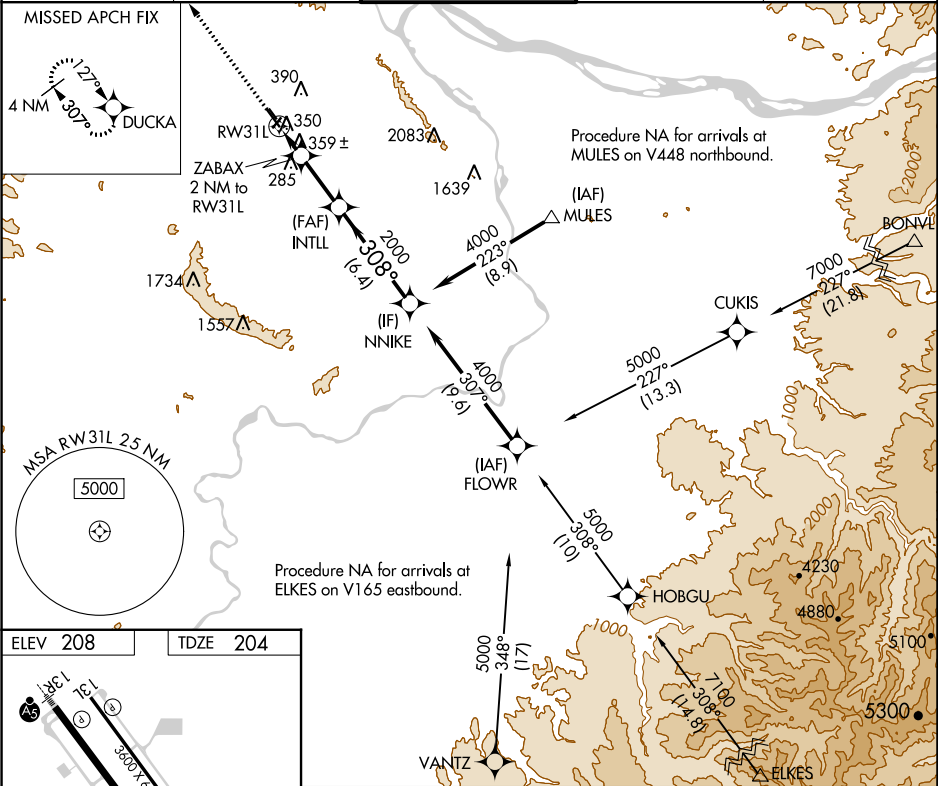 MISSED APCH FIX
127°
4 NM
307°
DUCKA
390
350
RW31L
359 ±
ZABAX
2 NM to
RW31L
285
2083
1639
Procedure NA for arrivals at
MULES on V448 northbound.
(IAF)
MULES
(FAF)
INTLL
2000
308°
(6.4)
4000
223°
(8.9)
2000
BONVL
7000
227°
(21.8)
1734
1557
(IF)
NNIKE
CUKIS
5000
227°
(13.3)
4000
307°
(9.6)
1000
MSA RW31L 25 NM
5000
(IAF)
FLOWR
2000
5000
308°
(10)
Procedure NA for arrivals at
ELKES on V165 eastbound.
4230
HOBGU
4880
1000
5100
5000
348°
(17)
7100
308°
(14.8)
5300
VANTZ
ELKES
ELEV 208
TDZE 204
13R
13L
A5
P
P
3600 X